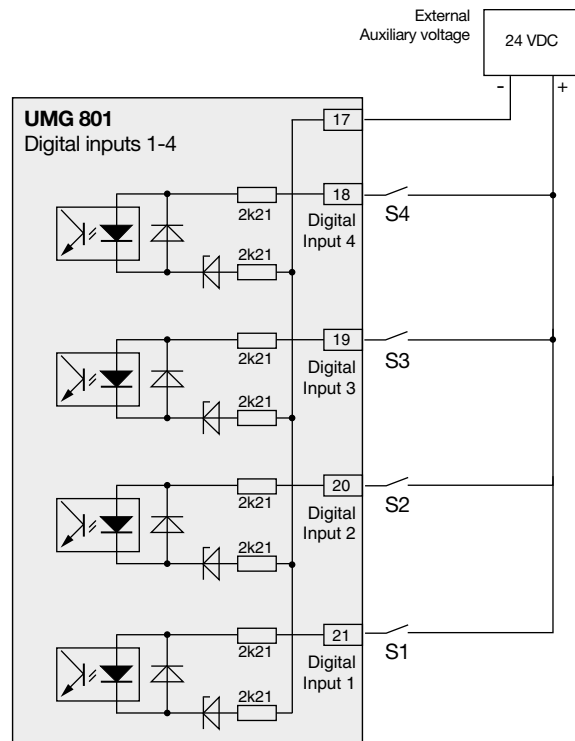 External
Auxiliary voltage
24 VDC
-
+
UMG 801
Digital inputs 1-4
17
18
2k21
Digital
Input 4
S4
2k21
19
2k21
Digital
Input 3
S3
2k21
20
2k21
Digital
Input 2
S2
2k21
21
2k21
Digital
Input 1
S1
2k21